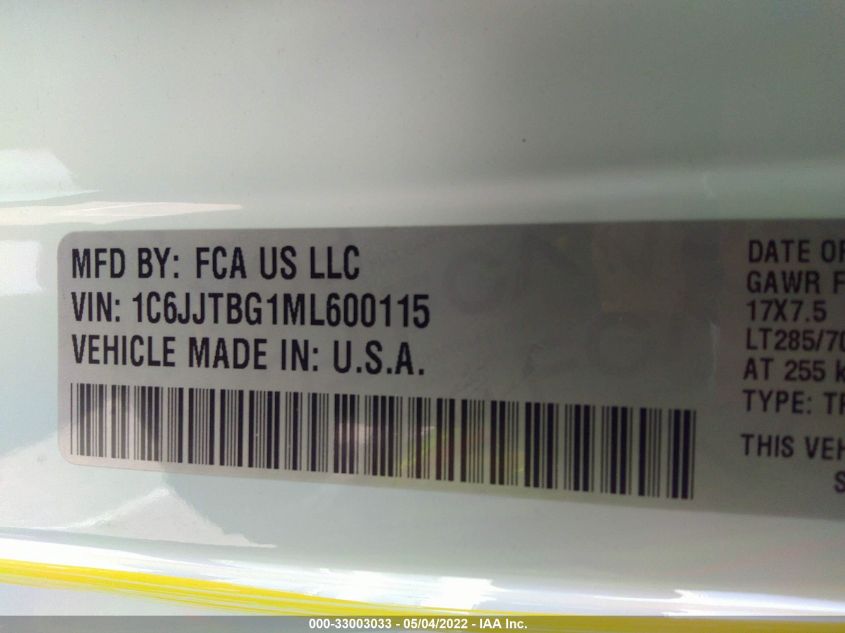 MFD BY: FCA US LLC
VIN: 1C6JJTBG1ML600115
VEHICLE MADE IN: U.S.A.
DATE OF
GAWR F
17X7.5
LT285/70
AT 255 k
TYPE: TR
THIS VEH
S
000-33003033 - 05/04/2022 - IAA Inc.